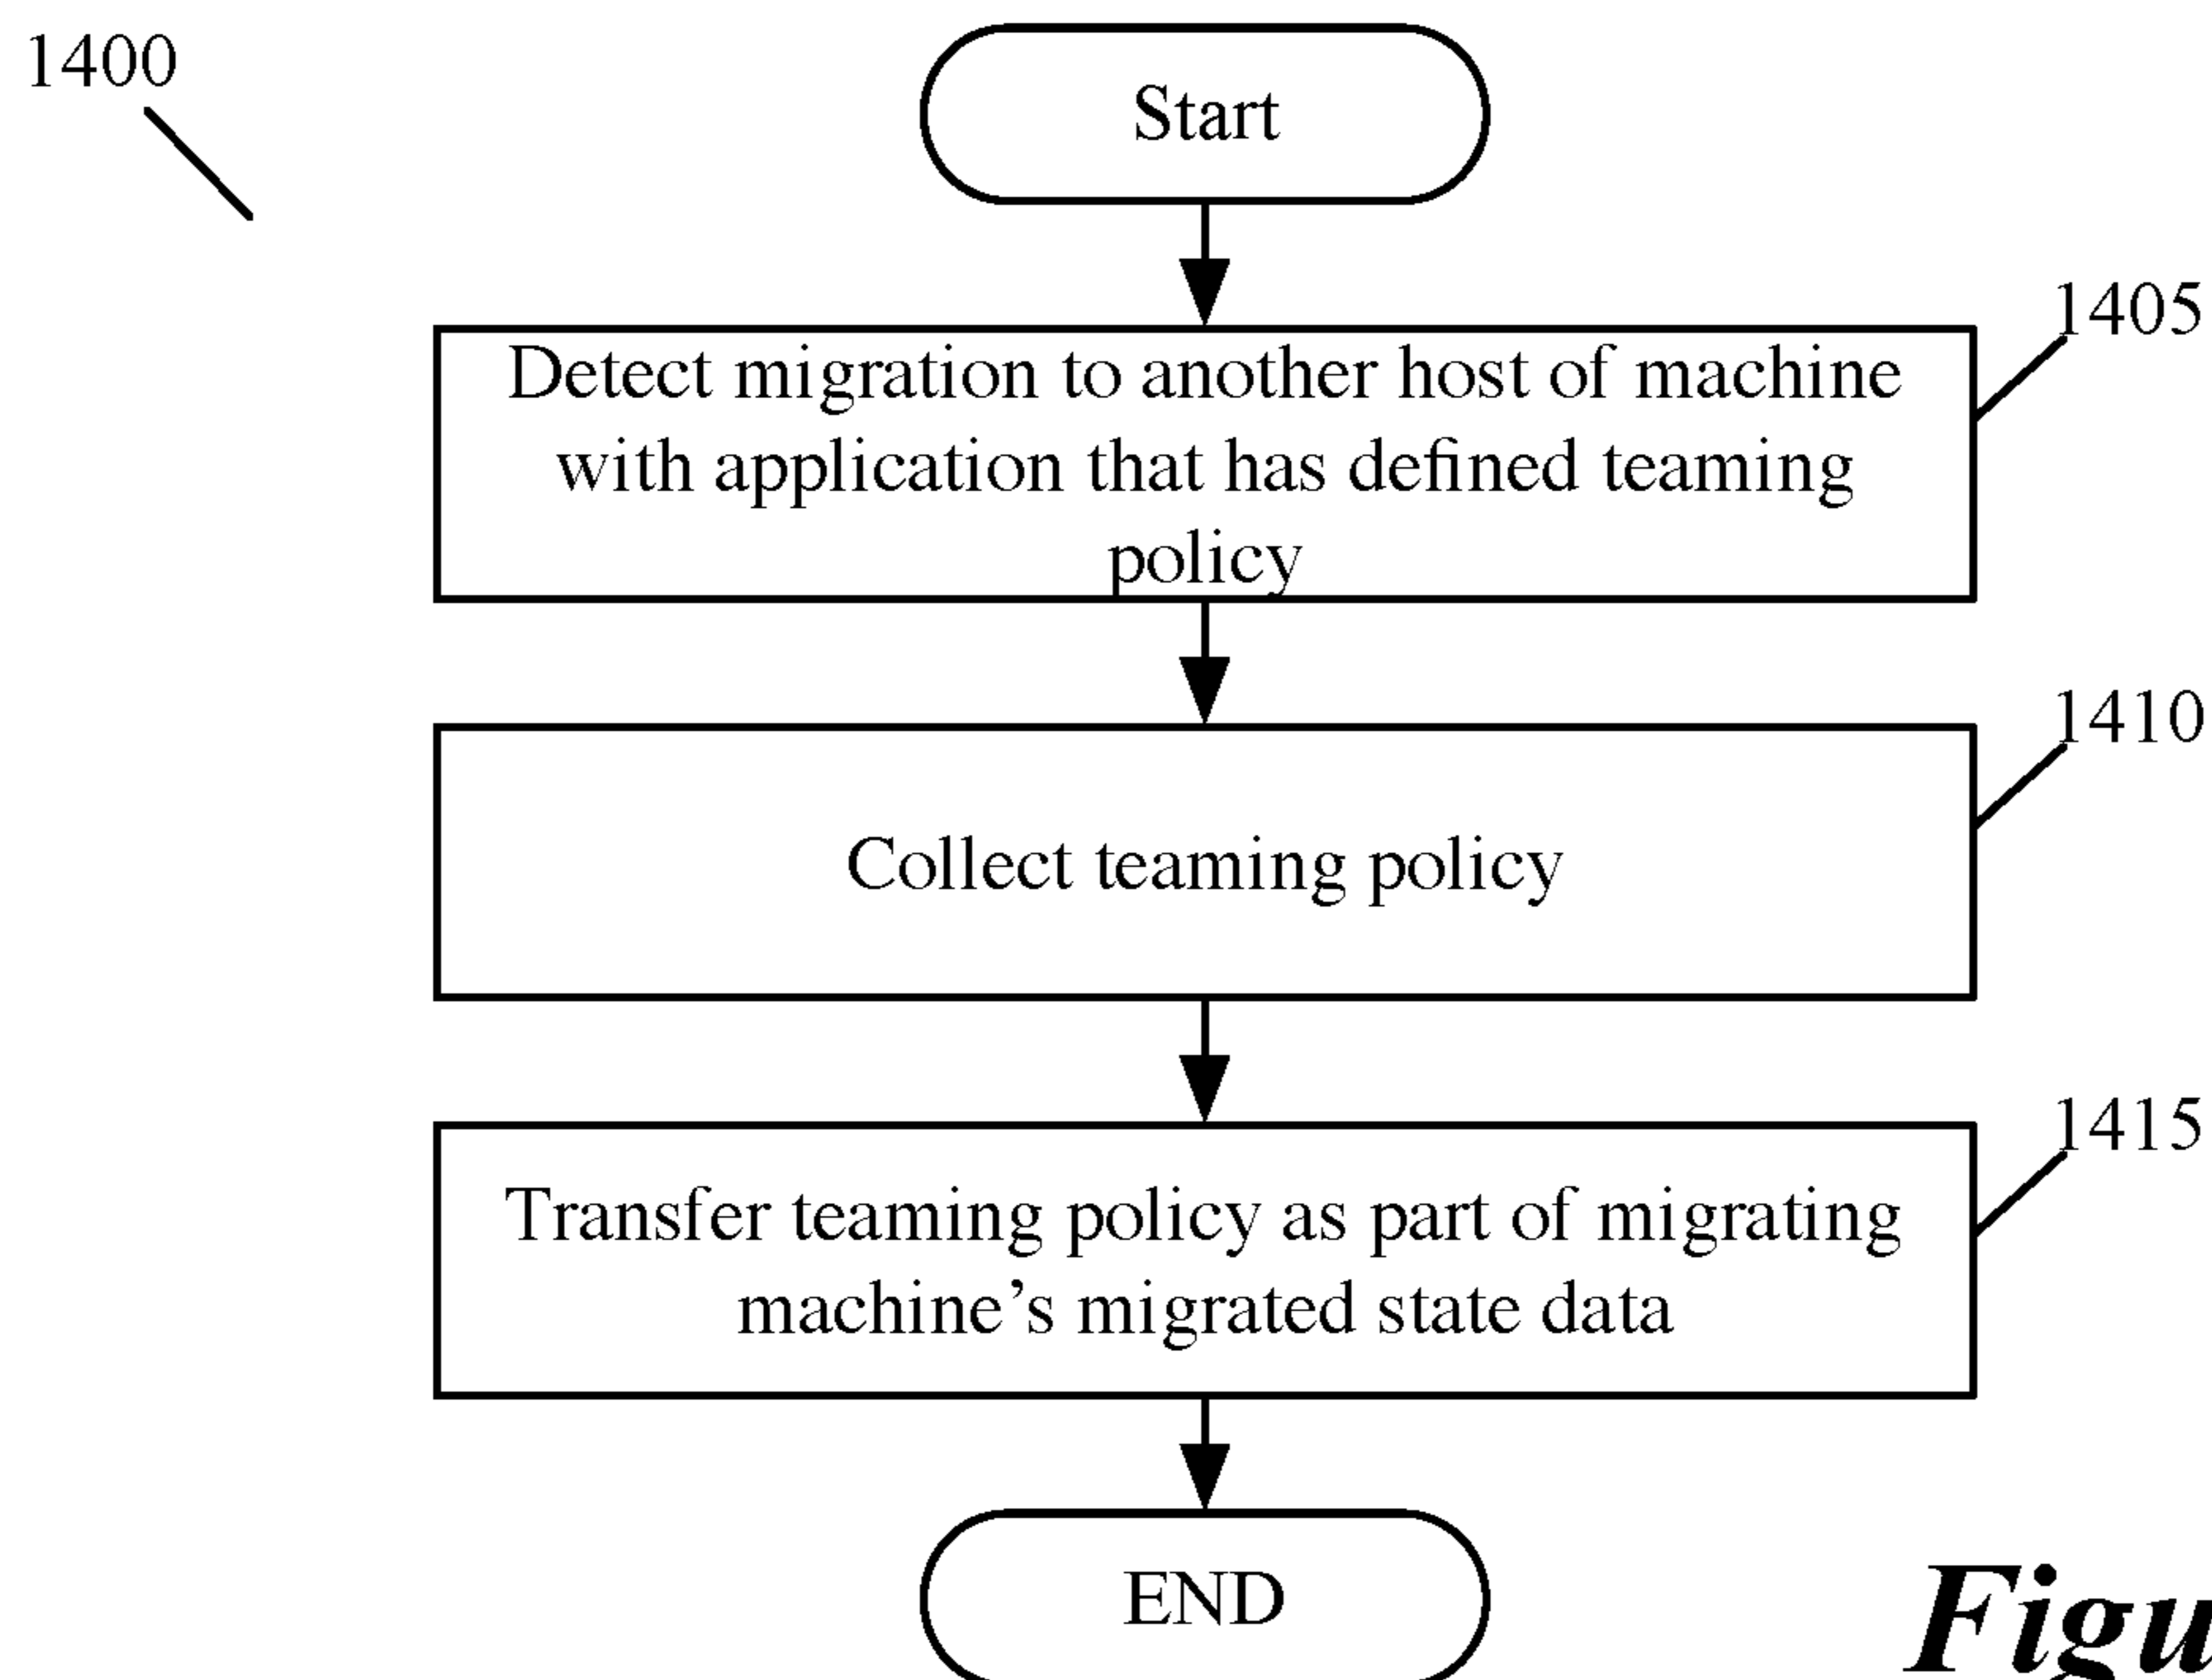 1400
Start
1405
Detect migration to another host of machine
with application that has defined teaming
policy
1410
Collect teaming policy
1415
Transfer teaming policy as part of migrating
machine’s migrated state data
END